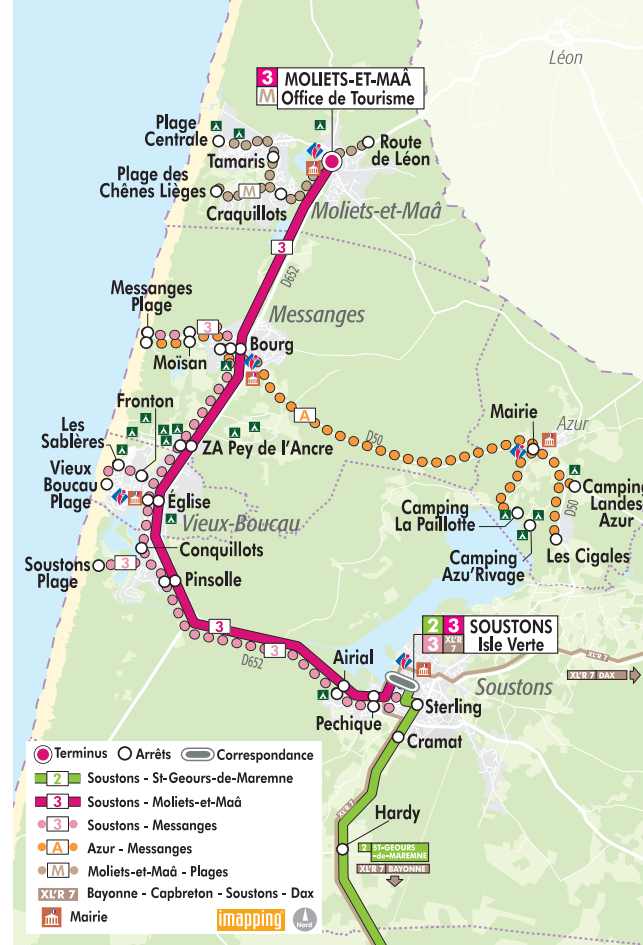 Léon
3 MOLIETS-ET-MAÂ
M Office de Tourisme
Plage
Centrale
Tamaris
Route
de Léon
Plage des
Chênes Lièges
M
Craquillots
Moliets-et-Maâ
3
D652
Messanges
Plage
3
Messanges
Moïsan
Bourg
Fronton
A
D50
Mairie
Azur
Les
Sablères
ZA Pey de l'Ancre
Vieux
Boucau
Plage
Église
Vieux-Boucau
Camping
La Paillotte
Camping
Landes
Azur
D50
Conquillots
Camping
Azu'Rivage
Les Cigales
Soustons
Plage
3
Pinsolle
3
3
D652
2 3 SOUSTONS
3 XL'R 7 Isle Verte
XL'R 7
XL'R 7 DAX
Airial
Soustons
Pechique
Sterling
Cramat
XL'R 7
Hardy
2 ST-GEOURS
-de-MAREMNE
XL'R 7 BAYONNE
Terminus Arrêts Correspondance
2 Soustons - St-Geours-de-Maremne
3 Soustons - Moliets-et-Maâ
3 Soustons - Messanges
A Azur - Messanges
M Moliets-et-Maâ - Plages
XL'R 7 Bayonne - Capbreton - Soustons - Dax
Mairie
imapping
Nord